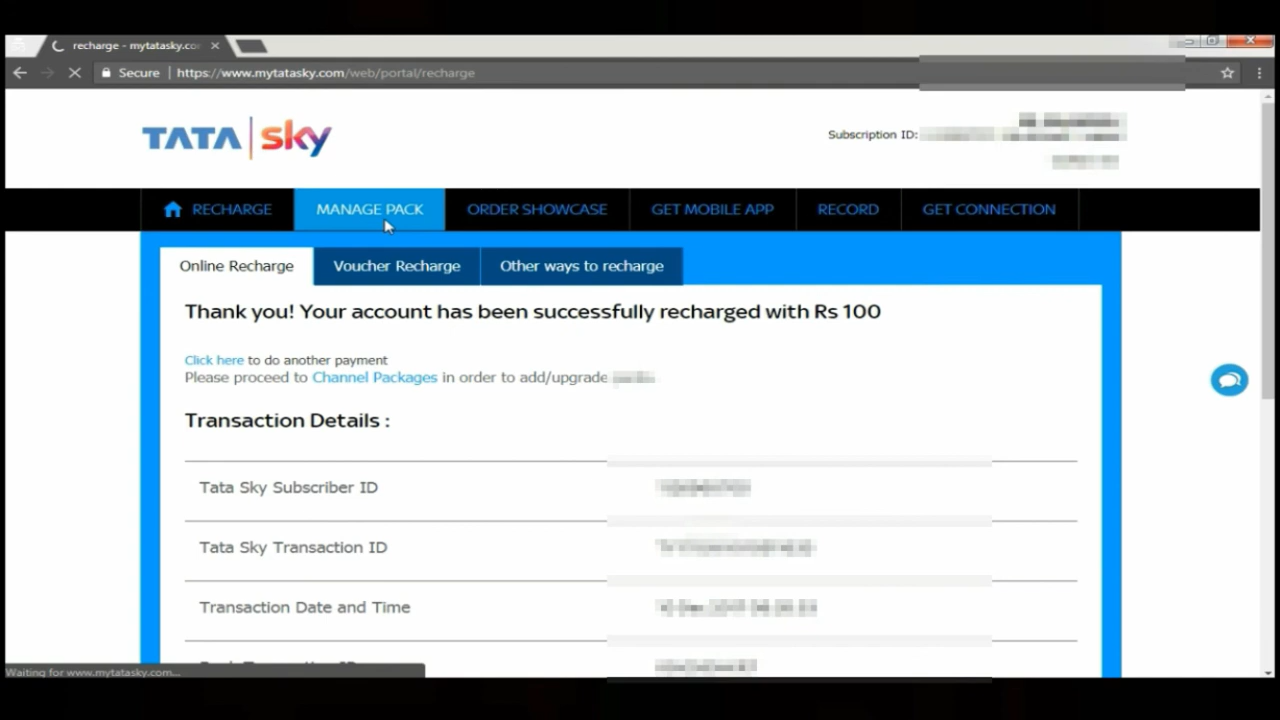 recharge - mytatasky.co
Secure https://www.mytatasky.com/web/portal/recharge
TATA sky
Subscription ID:
RECHARGE MANAGE PACK ORDER SHOWCASE GET MOBILE APP RECORD GET CONNECTION
Online Recharge Voucher Recharge Other ways to recharge
Thank you! Your account has been successfully recharged with Rs 100
Click here to do another payment
Please proceed to Channel Packages in order to add/upgrade
Transaction Details :
Tata Sky Subscriber ID
Tata Sky Transaction ID
Transaction Date and Time
Waiting for www.mytatasky.com...